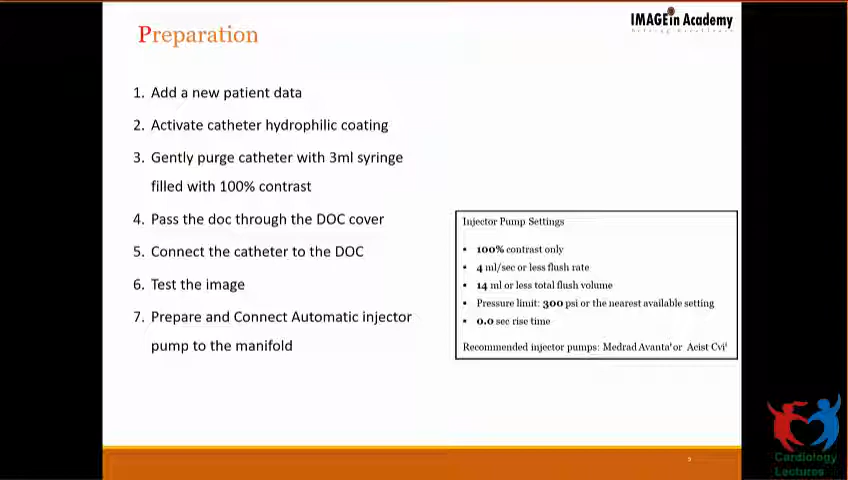 Preparation
IMAGEin Academy
1. Add a new patient data
2. Activate catheter hydrophilic coating
3. Gently purge catheter with 3ml syringe
filled with 100% contrast
4. Pass the doc through the DOC cover
5. Connect the catheter to the DOC
6. Test the image
7. Prepare and Connect Automatic injector
pump to the manifold
Injector Pump Settings
• 100% contrast only
• 4 ml/sec or less flush rate
• 14 ml or less total flush volume
• Pressure limit: 300 psi or the nearest available setting
• 0.0 sec rise time
Recommended injector pumps: Medrad Avanta or Acist Cvi
Cardiology
Lectures